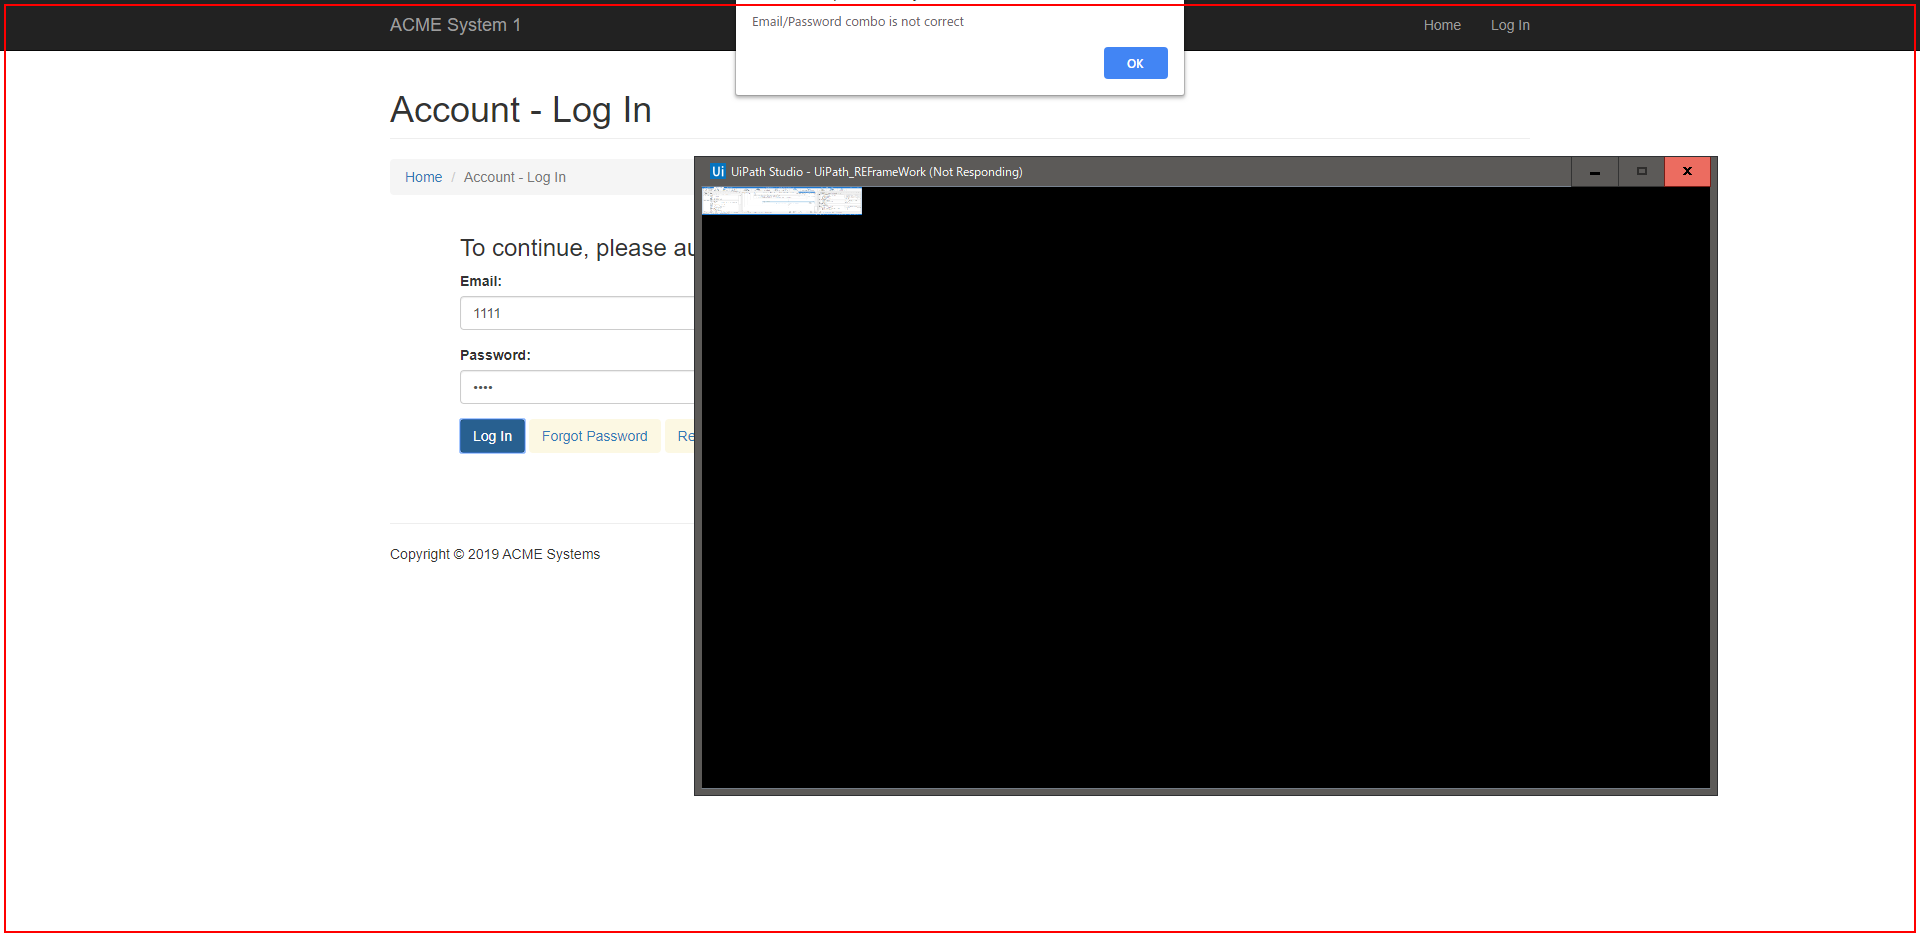 ACME System 1
Home
Log In
Email/Password combo is not correct
OK
Account - Log In
Home / Account - Log In
Ui UiPath Studio - UiPath_REFrameWork (Not Responding)
To continue, please au
Email:
1111
Password:
••••
Log In
Forgot Password
Re
Copyright © 2019 ACME Systems